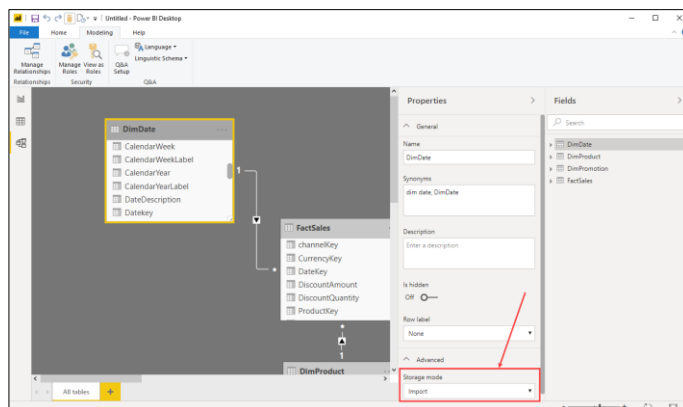 Untitled - Power BI Desktop
File Home Modeling Help
Manage Relationships
Manage Roles
View as Roles
Q&A Setup
Language
Linguistic Schema
Relationships Security Q&A
DimDate
CalendarWeek
CalendarWeekLabel
CalendarYear
CalendarYearLabel
DateDescription
Datekey
1
FactSales
channelKey
CurrencyKey
DateKey
DiscountAmount
DiscountQuantity
ProductKey
1
DimProduct
All tables
Properties
General
Name
DimDate
Synonyms
dim date, DimDate
Description
Enter a description
Is hidden
Off
Row label
None
Advanced
Storage mode
Import
Fields
Search
DimDate
DimProduct
DimPromotion
FactSales